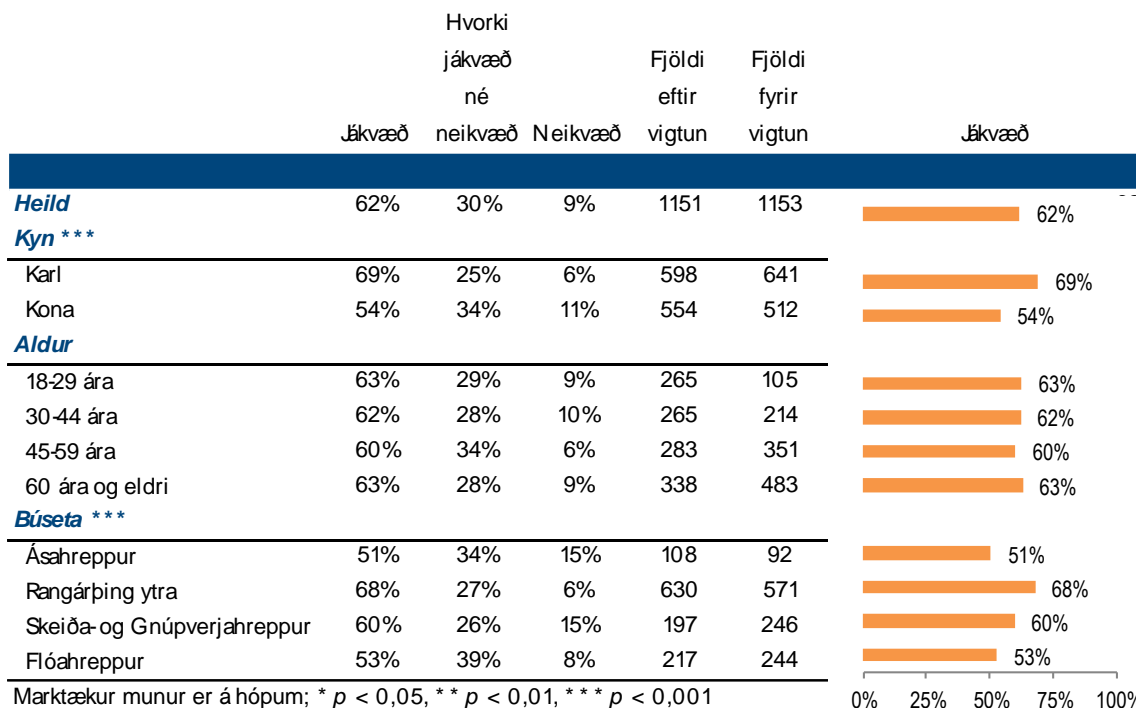 Hvorki
jákvæð Fjöldi Fjöldi
né eftir fyrir
Jákvæð neikvæð Neikvæð vigtun vigtun Jákvæð
Heild 62% 30% 9% 1151 1153 62%
Kyn ***
Karl 69% 25% 6% 598 641 69%
Kona 54% 34% 11% 554 512 54%
Aldur
18-29 ára 63% 29% 9% 265 105 63%
30-44 ára 62% 28% 10% 265 214 62%
45-59 ára 60% 34% 6% 283 351 60%
60 ára og eldri 63% 28% 9% 338 483 63%
Búseta ***
Ásahreppur 51% 34% 15% 108 92 51%
Rangárþing ytra 68% 27% 6% 630 571 68%
Skeiða- og Gnúpverjahreppur 60% 26% 15% 197 246 60%
Flóahreppur 53% 39% 8% 217 244 53%
Marktækur munur er á hópum; * p < 0,05, ** p < 0,01, *** p < 0,001 0% 25% 50% 75% 100%